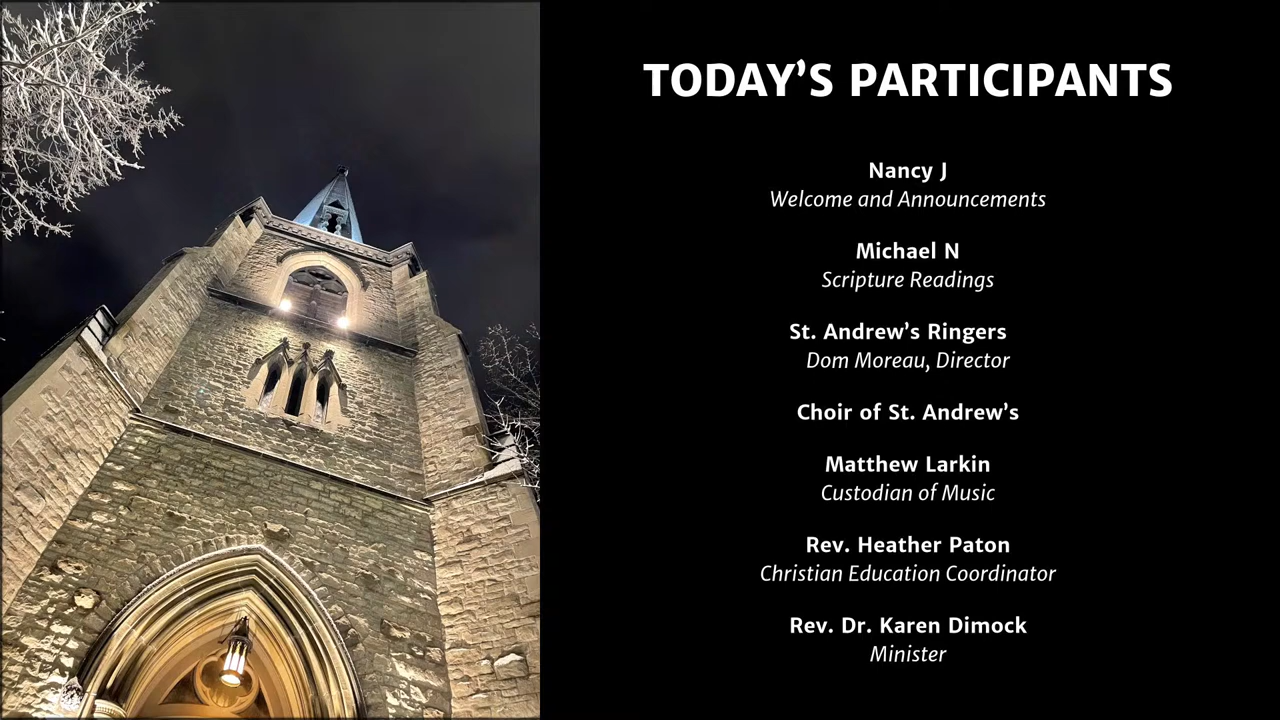 TODAY’S PARTICIPANTS
Nancy J
Welcome and Announcements
Michael N
Scripture Readings
St. Andrew’s Ringers
Dom Moreau, Director
Choir of St. Andrew’s
Matthew Larkin
Custodian of Music
Rev. Heather Paton
Christian Education Coordinator
Rev. Dr. Karen Dimock
Minister